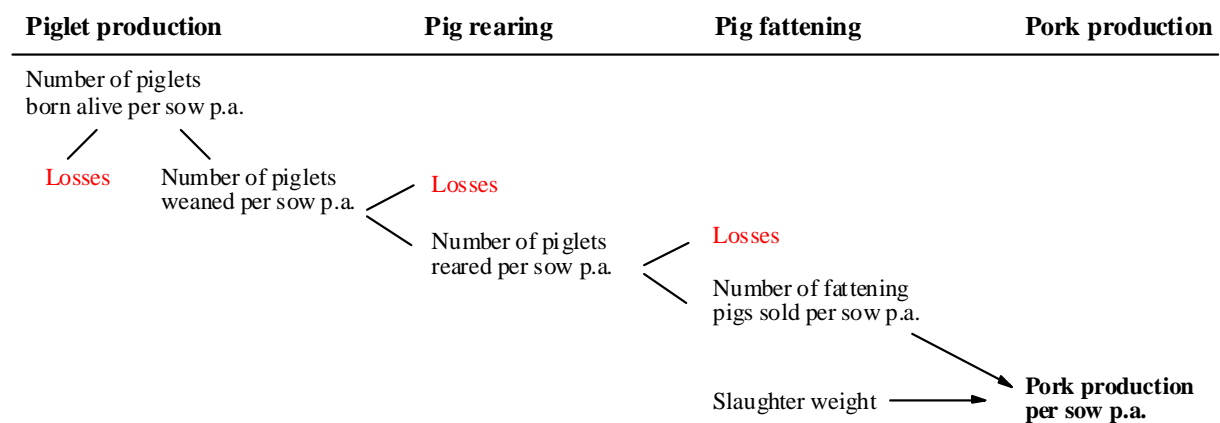 Piglet production
Pig rearing
Pig fattening
Pork production
Number of piglets
born alive per sow p.a.
Losses
Number of piglets
weaned per sow p.a.
Losses
Number of piglets
reared per sow p.a.
Losses
Number of fattening
pigs sold per sow p.a.
Slaughter weight
Pork production
per sow p.a.